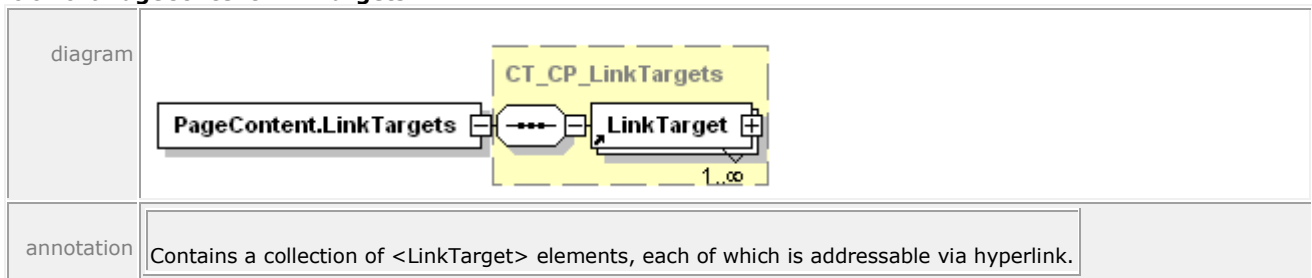 diagram
CT_CP_LinkTargets
PageContent.LinkTargets
LinkTarget
1..∞
annotation
Contains a collection of <LinkTarget> elements, each of which is addressable via hyperlink.